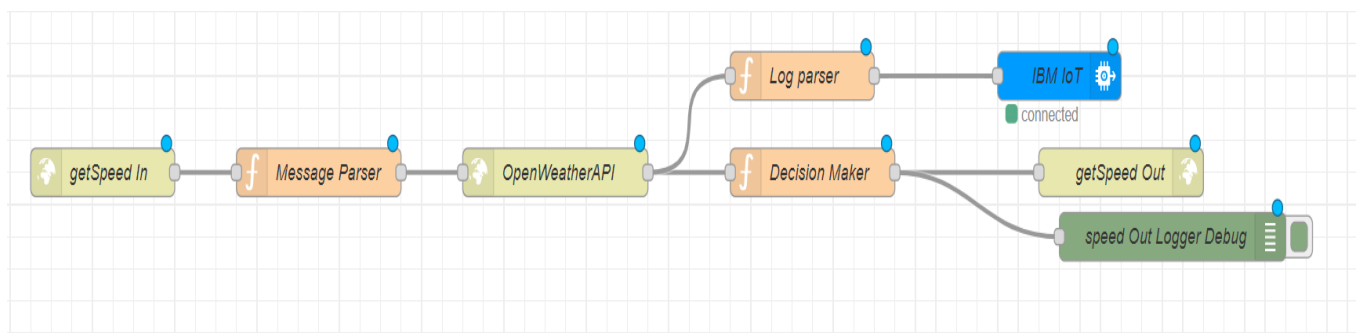 Log parser
IBM IoT
connected
getSpeed In
Message Parser
OpenWeatherAPI
Decision Maker
getSpeed Out
speed Out Logger Debug